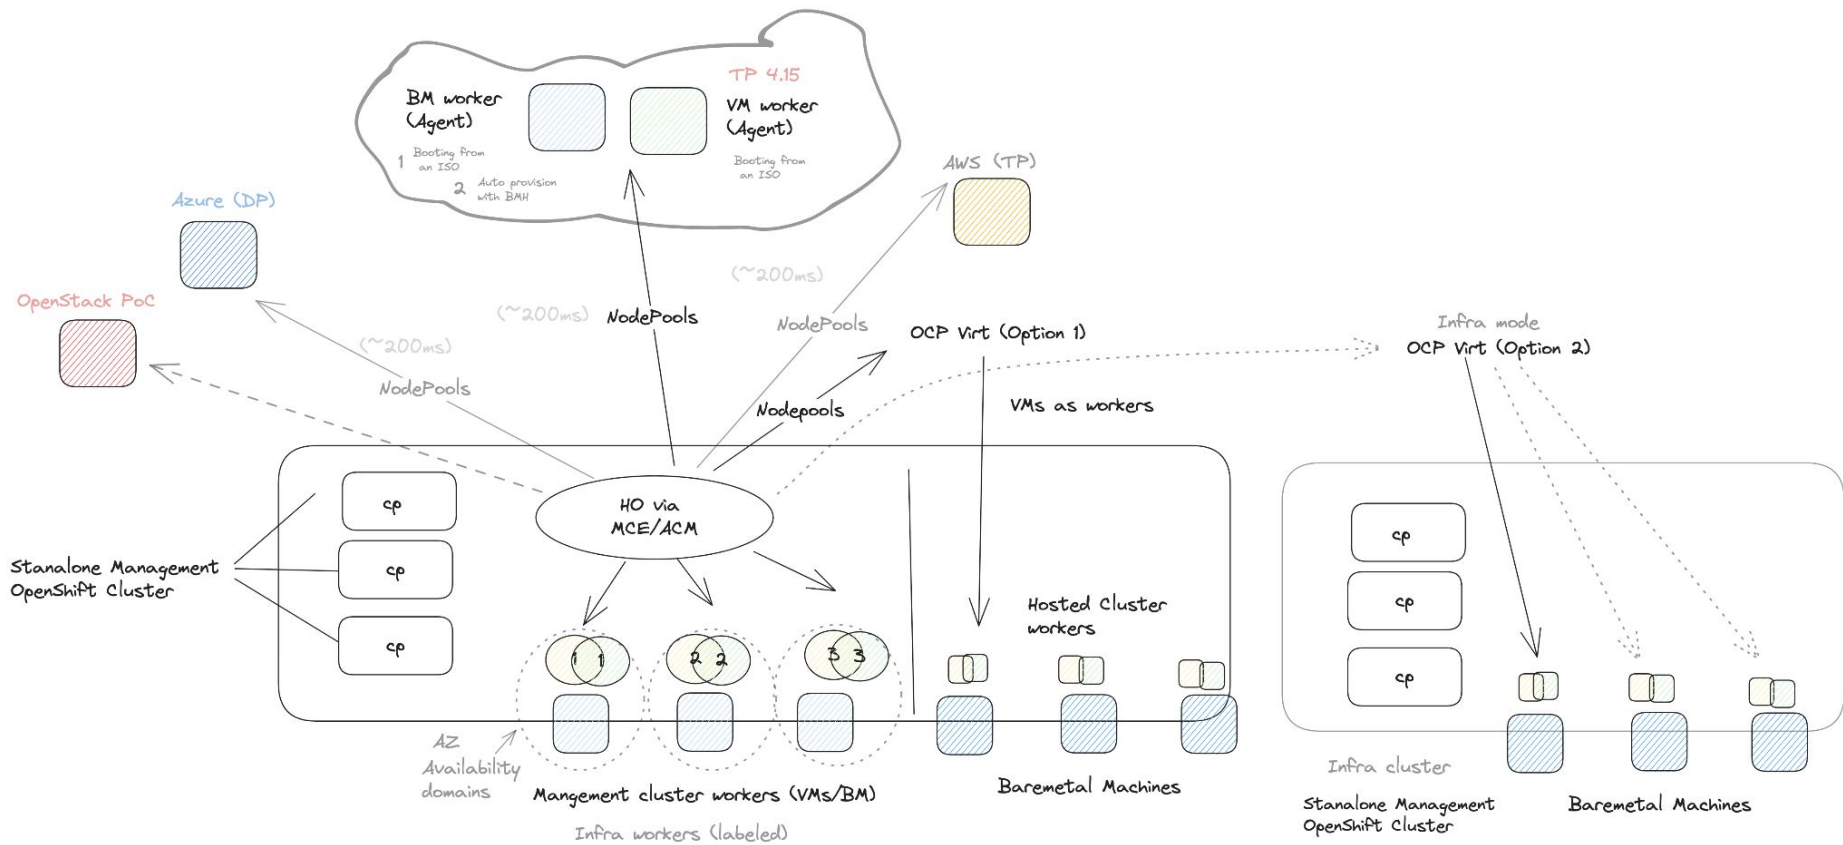 TP 4.15
BM worker
(Agent)
VM worker
(Agent)
1 Booting from
an ISO
2 Auto provision
with BMH
Booting from
an ISO
AWS (TP)
Azure (DP)
OpenStack PoC
(~200ms)
(~200ms)
(~200ms)
NodePools
NodePools
NodePools
Nodepools
OCP Virt (Option 1)
VMs as workers
Infra mode
OCP Virt (Option 2)
Stanalone Management
OpenShift Cluster
cp
cp
cp
HO via
MCE/ACM
1 1
2 2
3 3
Hosted Cluster
workers
cp
cp
cp
AZ
Availability
domains
Mangement cluster workers (VMs/BM)
Infra workers (labeled)
Baremetal Machines
Infra cluster
Stanalone Management
OpenShift Cluster
Baremetal Machines